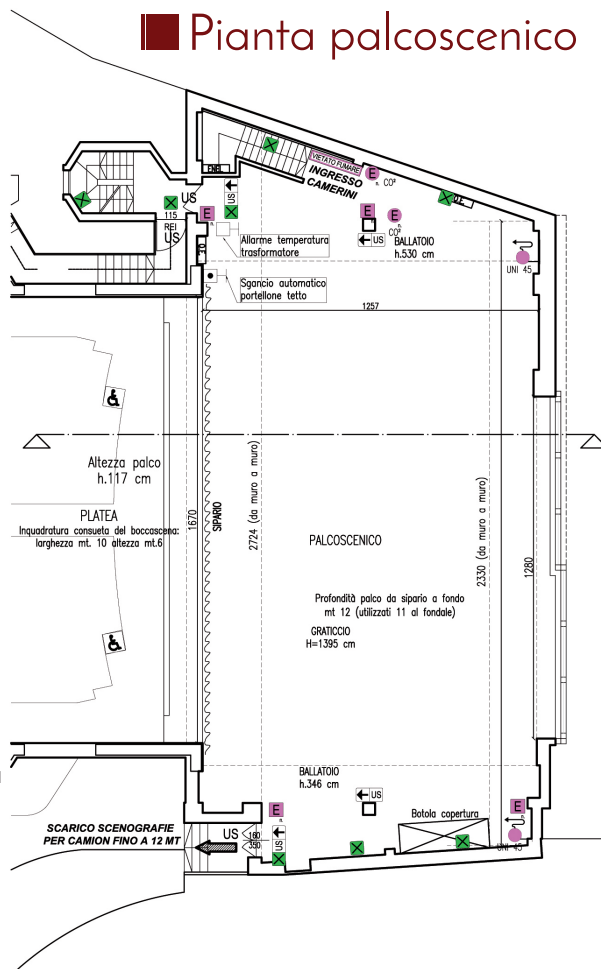 Pianta palcoscenico
VIETATO FUMARE
INGRESSO
CAMERINI
ENEL
E
n.
CO²
US
US
115
REI
US
E
n.
E
n.
E
n.
CO²
US
Q.E.
Q.E.
BALLATOIO
h.530 cm
UNI 45
Allarme temperatura
trasformatore
Sgancio automatico
portellone tetto
1257
Altezza palco
h.117 cm
PLATEA
Inquadratura consueta del boccascena:
larghezza mt. 10 altezza mt.6
1670
SIPARIO
2724 (da muro a muro)
PALCOSCENICO
2330 (da muro a muro)
1280
Profondità palco da sipario a fondo
mt 12 (utilizzati 11 al fondale)
GRATICCIO
H=1395 cm
BALLATOIO
h.346 cm
US
E
n.
Botola copertura
E
n.
SCARICO SCENOGRAFIE
PER CAMION FINO A 12 MT
US
160
350
US
UNI 45